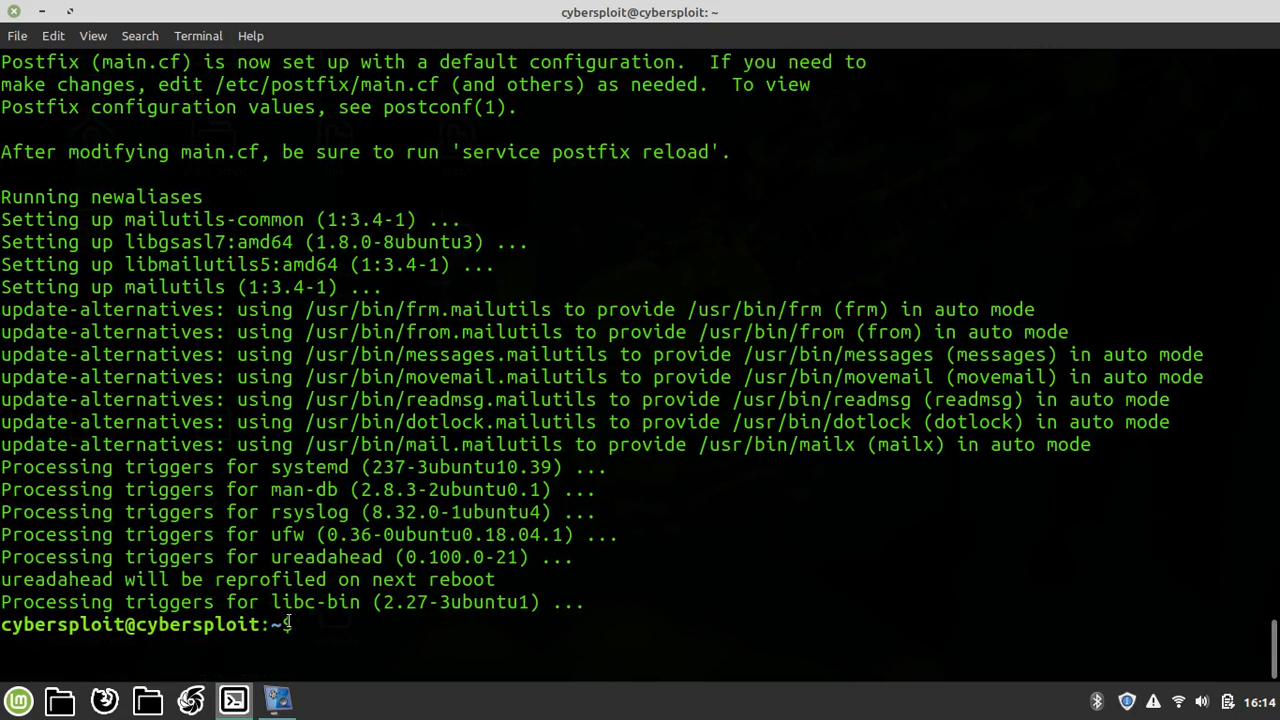 cybersploit@cybersploit: ~
File Edit View Search Terminal Help
Postfix (main.cf) is now set up with a default configuration.  If you need to
make changes, edit /etc/postfix/main.cf (and others) as needed.  To view
Postfix configuration values, see postconf(1).
After modifying main.cf, be sure to run 'service postfix reload'.
Running newaliases
Setting up mailutils-common (1:3.4-1) ...
Setting up libgsasl7:amd64 (1.8.0-8ubuntu3) ...
Setting up libmailutils5:amd64 (1:3.4-1) ...
Setting up mailutils (1:3.4-1) ...
update-alternatives: using /usr/bin/frm.mailutils to provide /usr/bin/frm (frm) in auto mode
update-alternatives: using /usr/bin/from.mailutils to provide /usr/bin/from (from) in auto mode
update-alternatives: using /usr/bin/messages.mailutils to provide /usr/bin/messages (messages) in auto mode
update-alternatives: using /usr/bin/movemail.mailutils to provide /usr/bin/movemail (movemail) in auto mode
update-alternatives: using /usr/bin/readmsg.mailutils to provide /usr/bin/readmsg (readmsg) in auto mode
update-alternatives: using /usr/bin/dotlock.mailutils to provide /usr/bin/dotlock (dotlock) in auto mode
update-alternatives: using /usr/bin/mail.mailutils to provide /usr/bin/mailx (mailx) in auto mode
Processing triggers for systemd (237-3ubuntu10.39) ...
Processing triggers for man-db (2.8.3-2ubuntu0.1) ...
Processing triggers for rsyslog (8.32.0-1ubuntu4) ...
Processing triggers for ufw (0.36-0ubuntu0.18.04.1) ...
Processing triggers for ureadahead (0.100.0-21) ...
ureadahead will be reprofiled on next reboot
Processing triggers for libc-bin (2.27-3ubuntu1) ...
cybersploit@cybersploit:~$
16:14